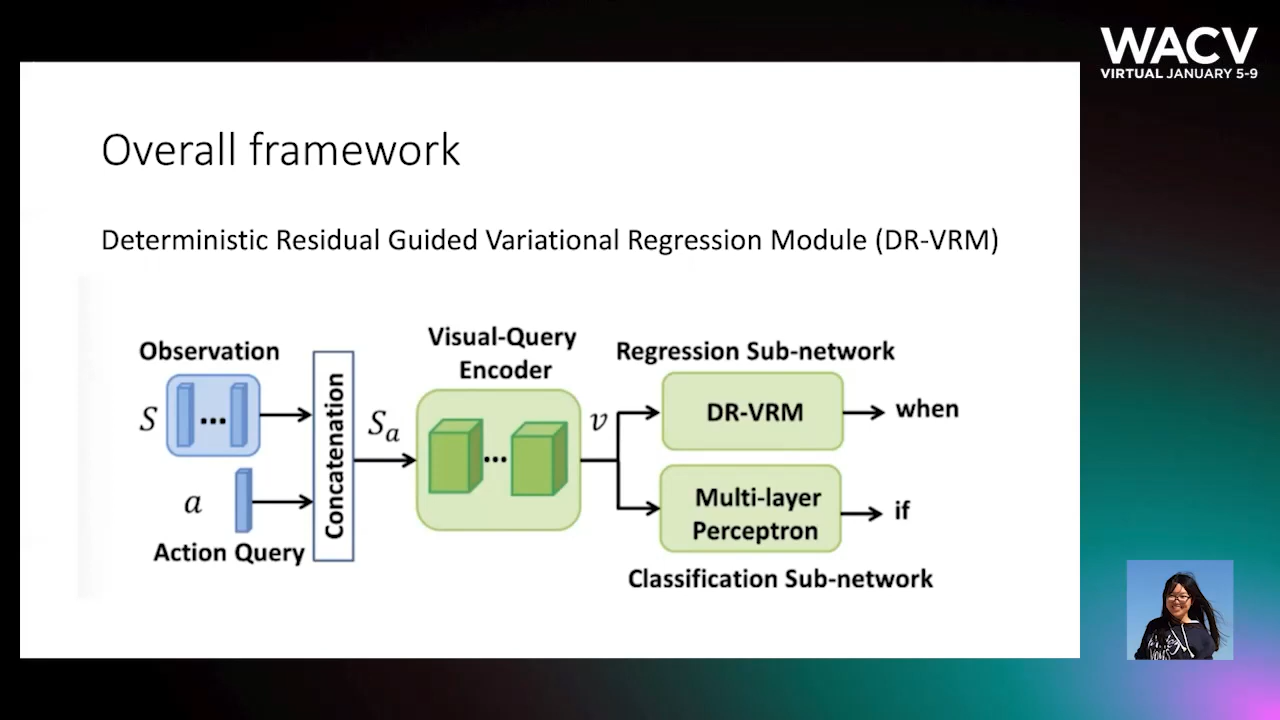 WACV
VIRTUAL JANUARY 5-9
Overall framework
Deterministic Residual Guided Variational Regression Module (DR-VRM)
Observation
S
...
a
Action Query
Concatenation
Sₐ
Visual-Query
Encoder
...
v
Regression Sub-network
DR-VRM
when
Multi-layer
Perceptron
if
Classification Sub-network